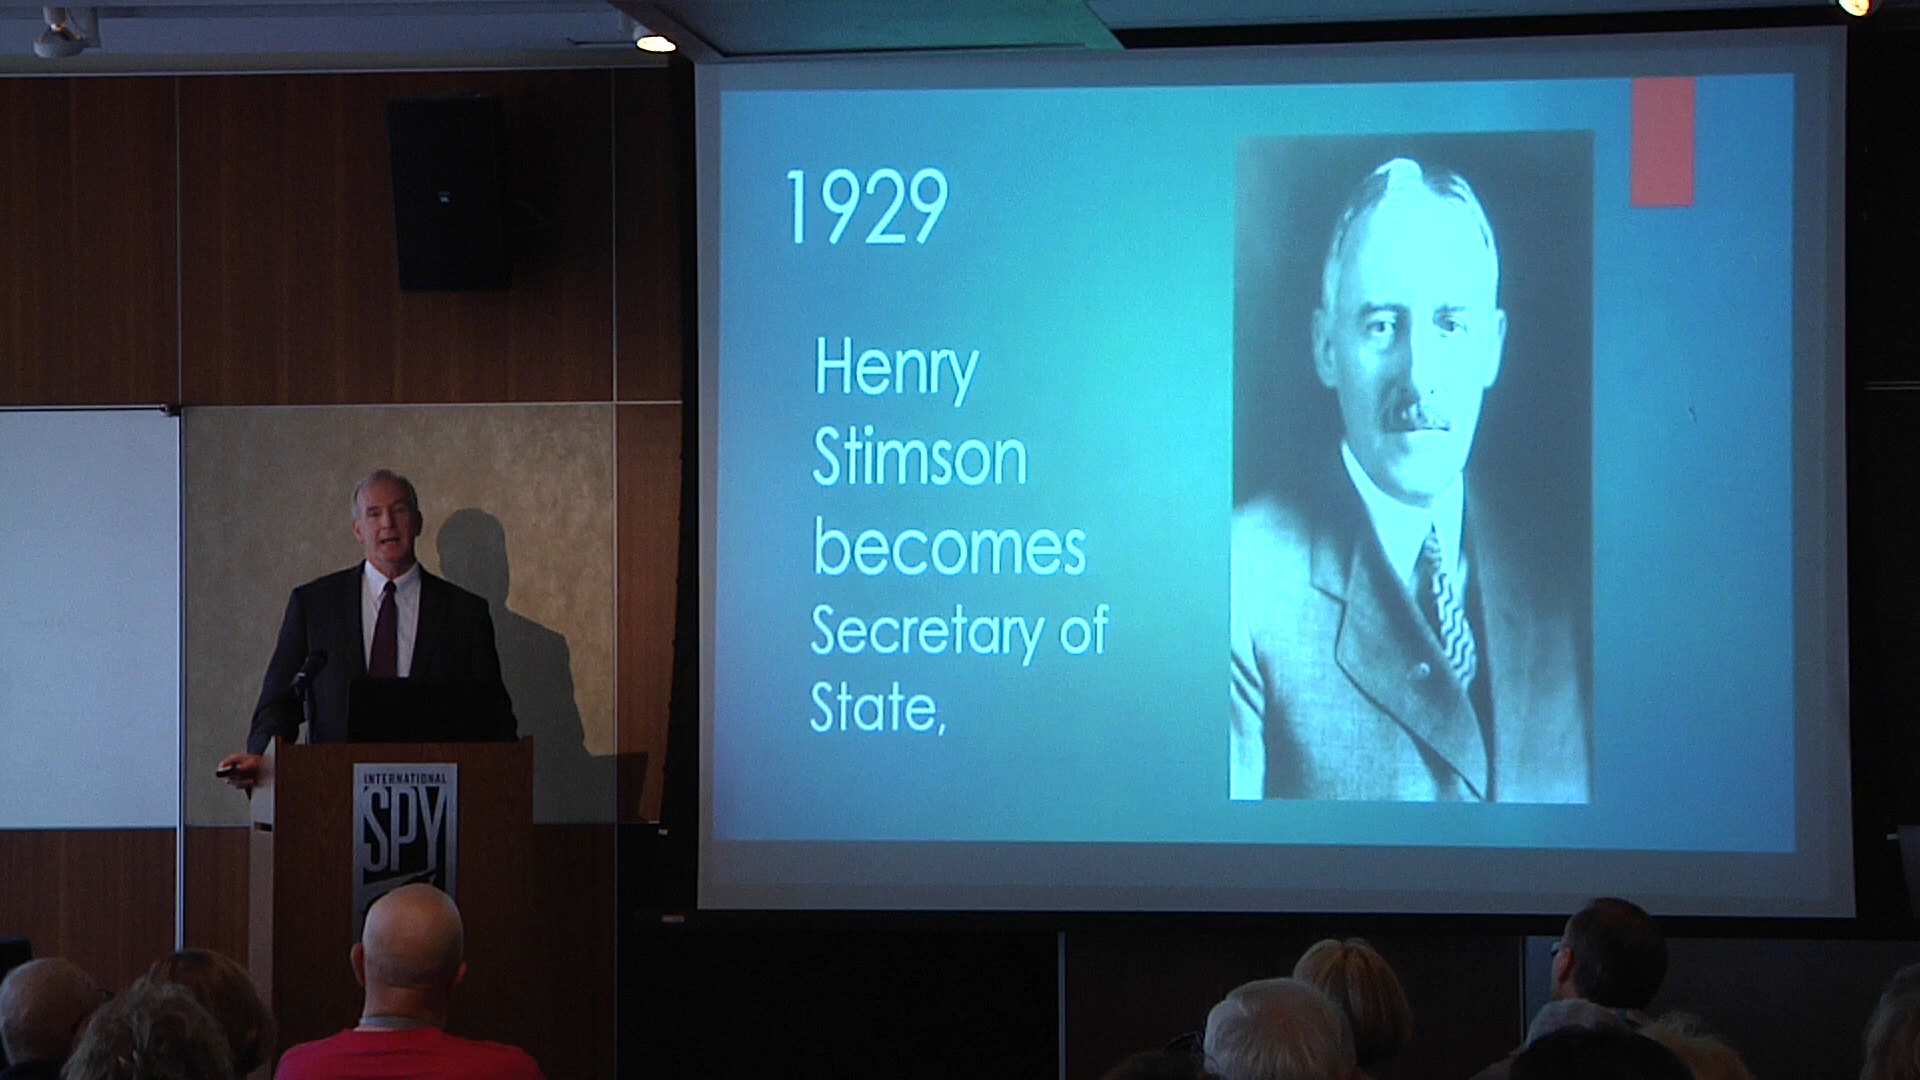 1929
Henry
Stimson
becomes
Secretary of
State,
INTERNATIONAL
SPY